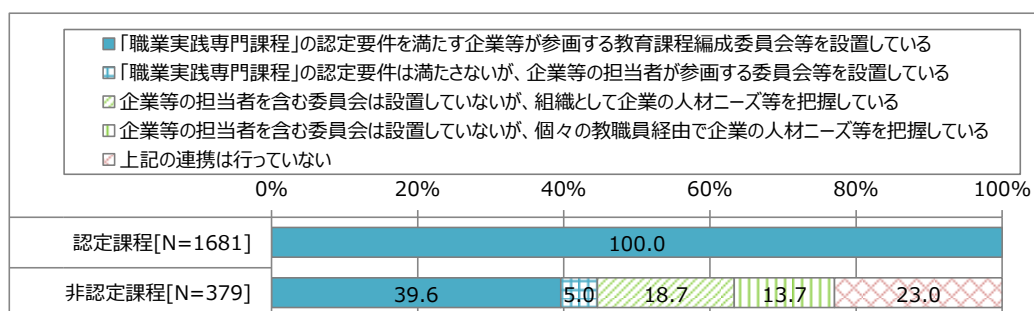 「職業実践専門課程」の認定要件を満たす企業等が参画する教育課程編成委員会等を設置している
「職業実践専門課程」の認定要件は満たさないが、企業等の担当者が参画する委員会等を設置している
企業等の担当者を含む委員会は設置していないが、組織として企業の人材ニーズ等を把握している
企業等の担当者を含む委員会は設置していないが、個々の教職員経由で企業の人材ニーズ等を把握している
上記の連携は行っていない
0% 20% 40% 60% 80% 100%
認定課程[N=1681] 100.0
非認定課程[N=379] 39.6 5.0 18.7 13.7 23.0